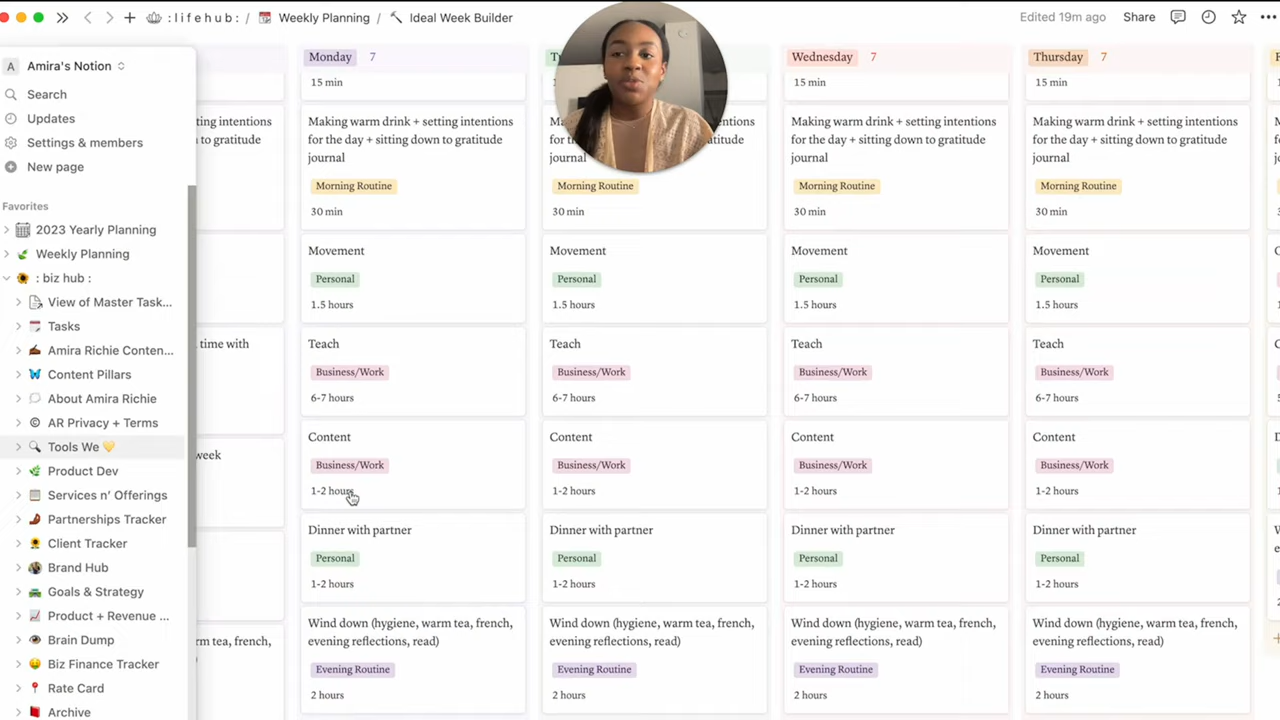 : l i f e h u b : / Weekly Planning / Ideal Week Builder
Edited 19m ago Share
A Amira's Notion
Search
Updates
Settings & members
New page
Favorites
2023 Yearly Planning
Weekly Planning
: biz hub :
View of Master Task...
Tasks
Amira Richie Conten...
Content Pillars
About Amira Richie
AR Privacy + Terms
Tools We
Product Dev
Services n' Offerings
Partnerships Tracker
Client Tracker
Brand Hub
Goals & Strategy
Product + Revenue ...
Brain Dump
Biz Finance Tracker
Rate Card
Archive
setting intentions
to gratitude
time with
week
tea, french,
Monday 7
15 min
Making warm drink + setting intentions
for the day + sitting down to gratitude
journal
Morning Routine
30 min
Movement
Personal
1.5 hours
Teach
Business/Work
6-7 hours
Content
Business/Work
1-2 hours
Dinner with partner
Personal
1-2 hours
Wind down (hygiene, warm tea, french,
evening reflections, read)
Evening Routine
2 hours
intentions
gratitude
journal
Morning Routine
30 min
Movement
Personal
1.5 hours
Teach
Business/Work
6-7 hours
Content
Business/Work
1-2 hours
Dinner with partner
Personal
1-2 hours
Wind down (hygiene, warm tea, french,
evening reflections, read)
Evening Routine
2 hours
Wednesday 7
15 min
Making warm drink + setting intentions
for the day + sitting down to gratitude
journal
Morning Routine
30 min
Movement
Personal
1.5 hours
Teach
Business/Work
6-7 hours
Content
Business/Work
1-2 hours
Dinner with partner
Personal
1-2 hours
Wind down (hygiene, warm tea, french,
evening reflections, read)
Evening Routine
2 hours
Thursday 7
15 min
Making warm drink + setting intentions
for the day + sitting down to gratitude
journal
Morning Routine
30 min
Movement
Personal
1.5 hours
Teach
Business/Work
6-7 hours
Content
Business/Work
1-2 hours
Dinner with partner
Personal
1-2 hours
Wind down (hygiene, warm tea, french,
evening reflections, read)
Evening Routine
2 hours